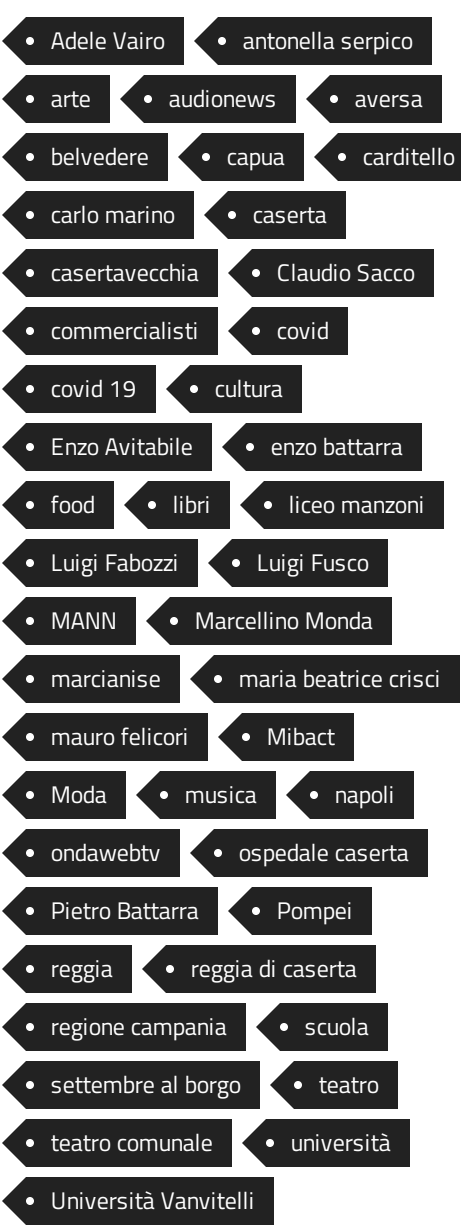 Adele Vairo antonella serpico
arte audionews aversa
belvedere capua carditello
carlo marino caserta
casertavecchia Claudio Sacco
commercialisti covid
covid 19 cultura
Enzo Avitabile enzo battarra
food libri liceo manzoni
Luigi Fabozzi Luigi Fusco
MANN Marcellino Monda
marcianise maria beatrice crisci
mauro felicori Mibact
Moda musica napoli
ondawebtv ospedale caserta
Pietro Battarra Pompei
reggia reggia di caserta
regione campania scuola
settembre al borgo teatro
teatro comunale università
Università Vanvitelli